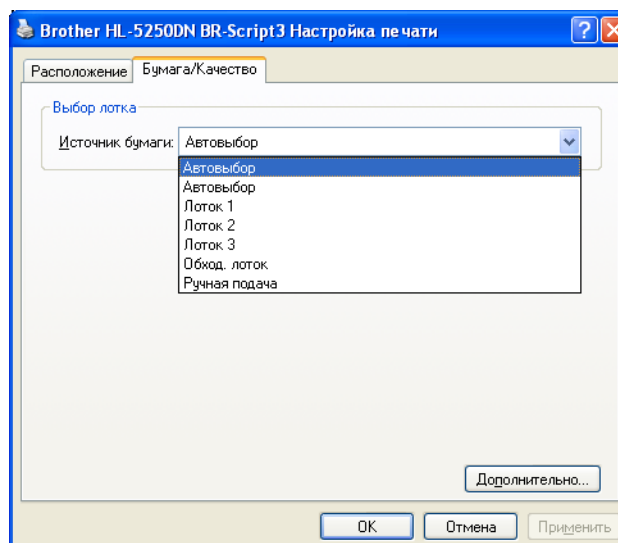 Brother HL-5250DN BR-Script3 Настройка печати
Расположение Бумага/Качество
Выбор лотка
Источник бумаги: Автовыбор
Автовыбор
Автовыбор
Лоток 1
Лоток 2
Лоток 3
Обход. лоток
Ручная подача
Дополнительно...
OK Отмена Применить